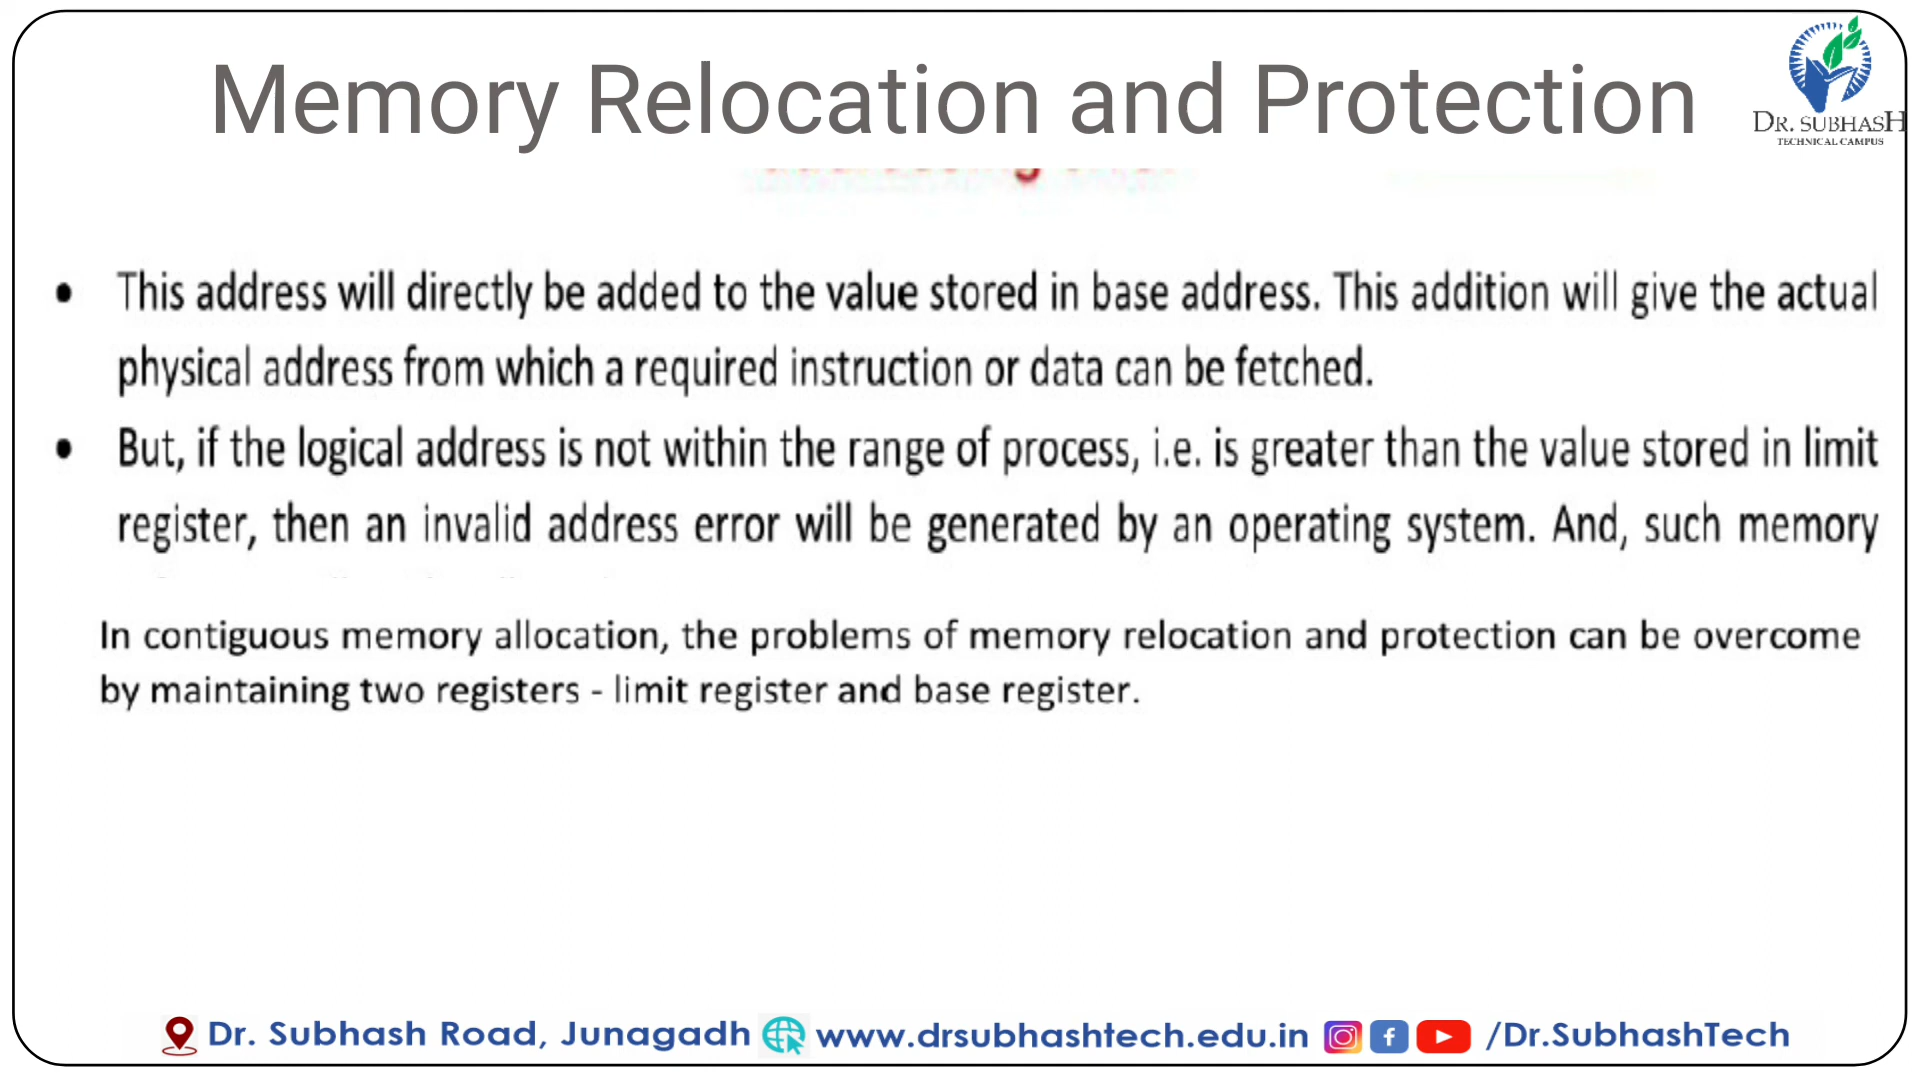 Memory Relocation and Protection
DR. SUBHASH
TECHNICAL CAMPUS
• This address will directly be added to the value stored in base address. This addition will give the actual
physical address from which a required instruction or data can be fetched.
• But, if the logical address is not within the range of process, i.e. is greater than the value stored in limit
register, then an invalid address error will be generated by an operating system. And, such memory
In contiguous memory allocation, the problems of memory relocation and protection can be overcome
by maintaining two registers - limit register and base register.
Dr. Subhash Road, Junagadh www.drsubhashtech.edu.in /Dr.SubhashTech